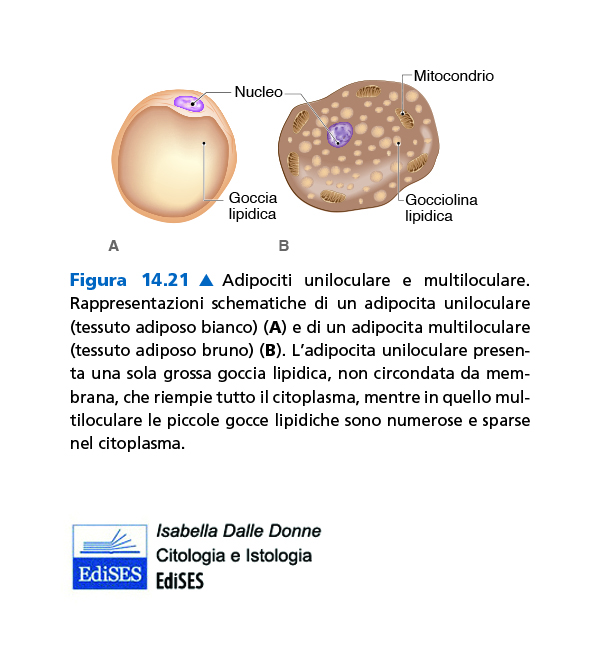 Mitocondrio
Nucleo
Goccia
lipidica
Gocciolina
lipidica
A
B
Figura 14.21 ▲ Adipociti uniloculare e multiloculare.
Rappresentazioni schematiche di un adipocita uniloculare
(tessuto adiposo bianco) (A) e di un adipocita multiloculare
(tessuto adiposo bruno) (B). L’adipocita uniloculare presen-
ta una sola grossa goccia lipidica, non circondata da mem-
brana, che riempie tutto il citoplasma, mentre in quello mul-
tiloculare le piccole gocce lipidiche sono numerose e sparse
nel citoplasma.
Isabella Dalle Donne
Citologia e Istologia
EdiSES
EdiSES